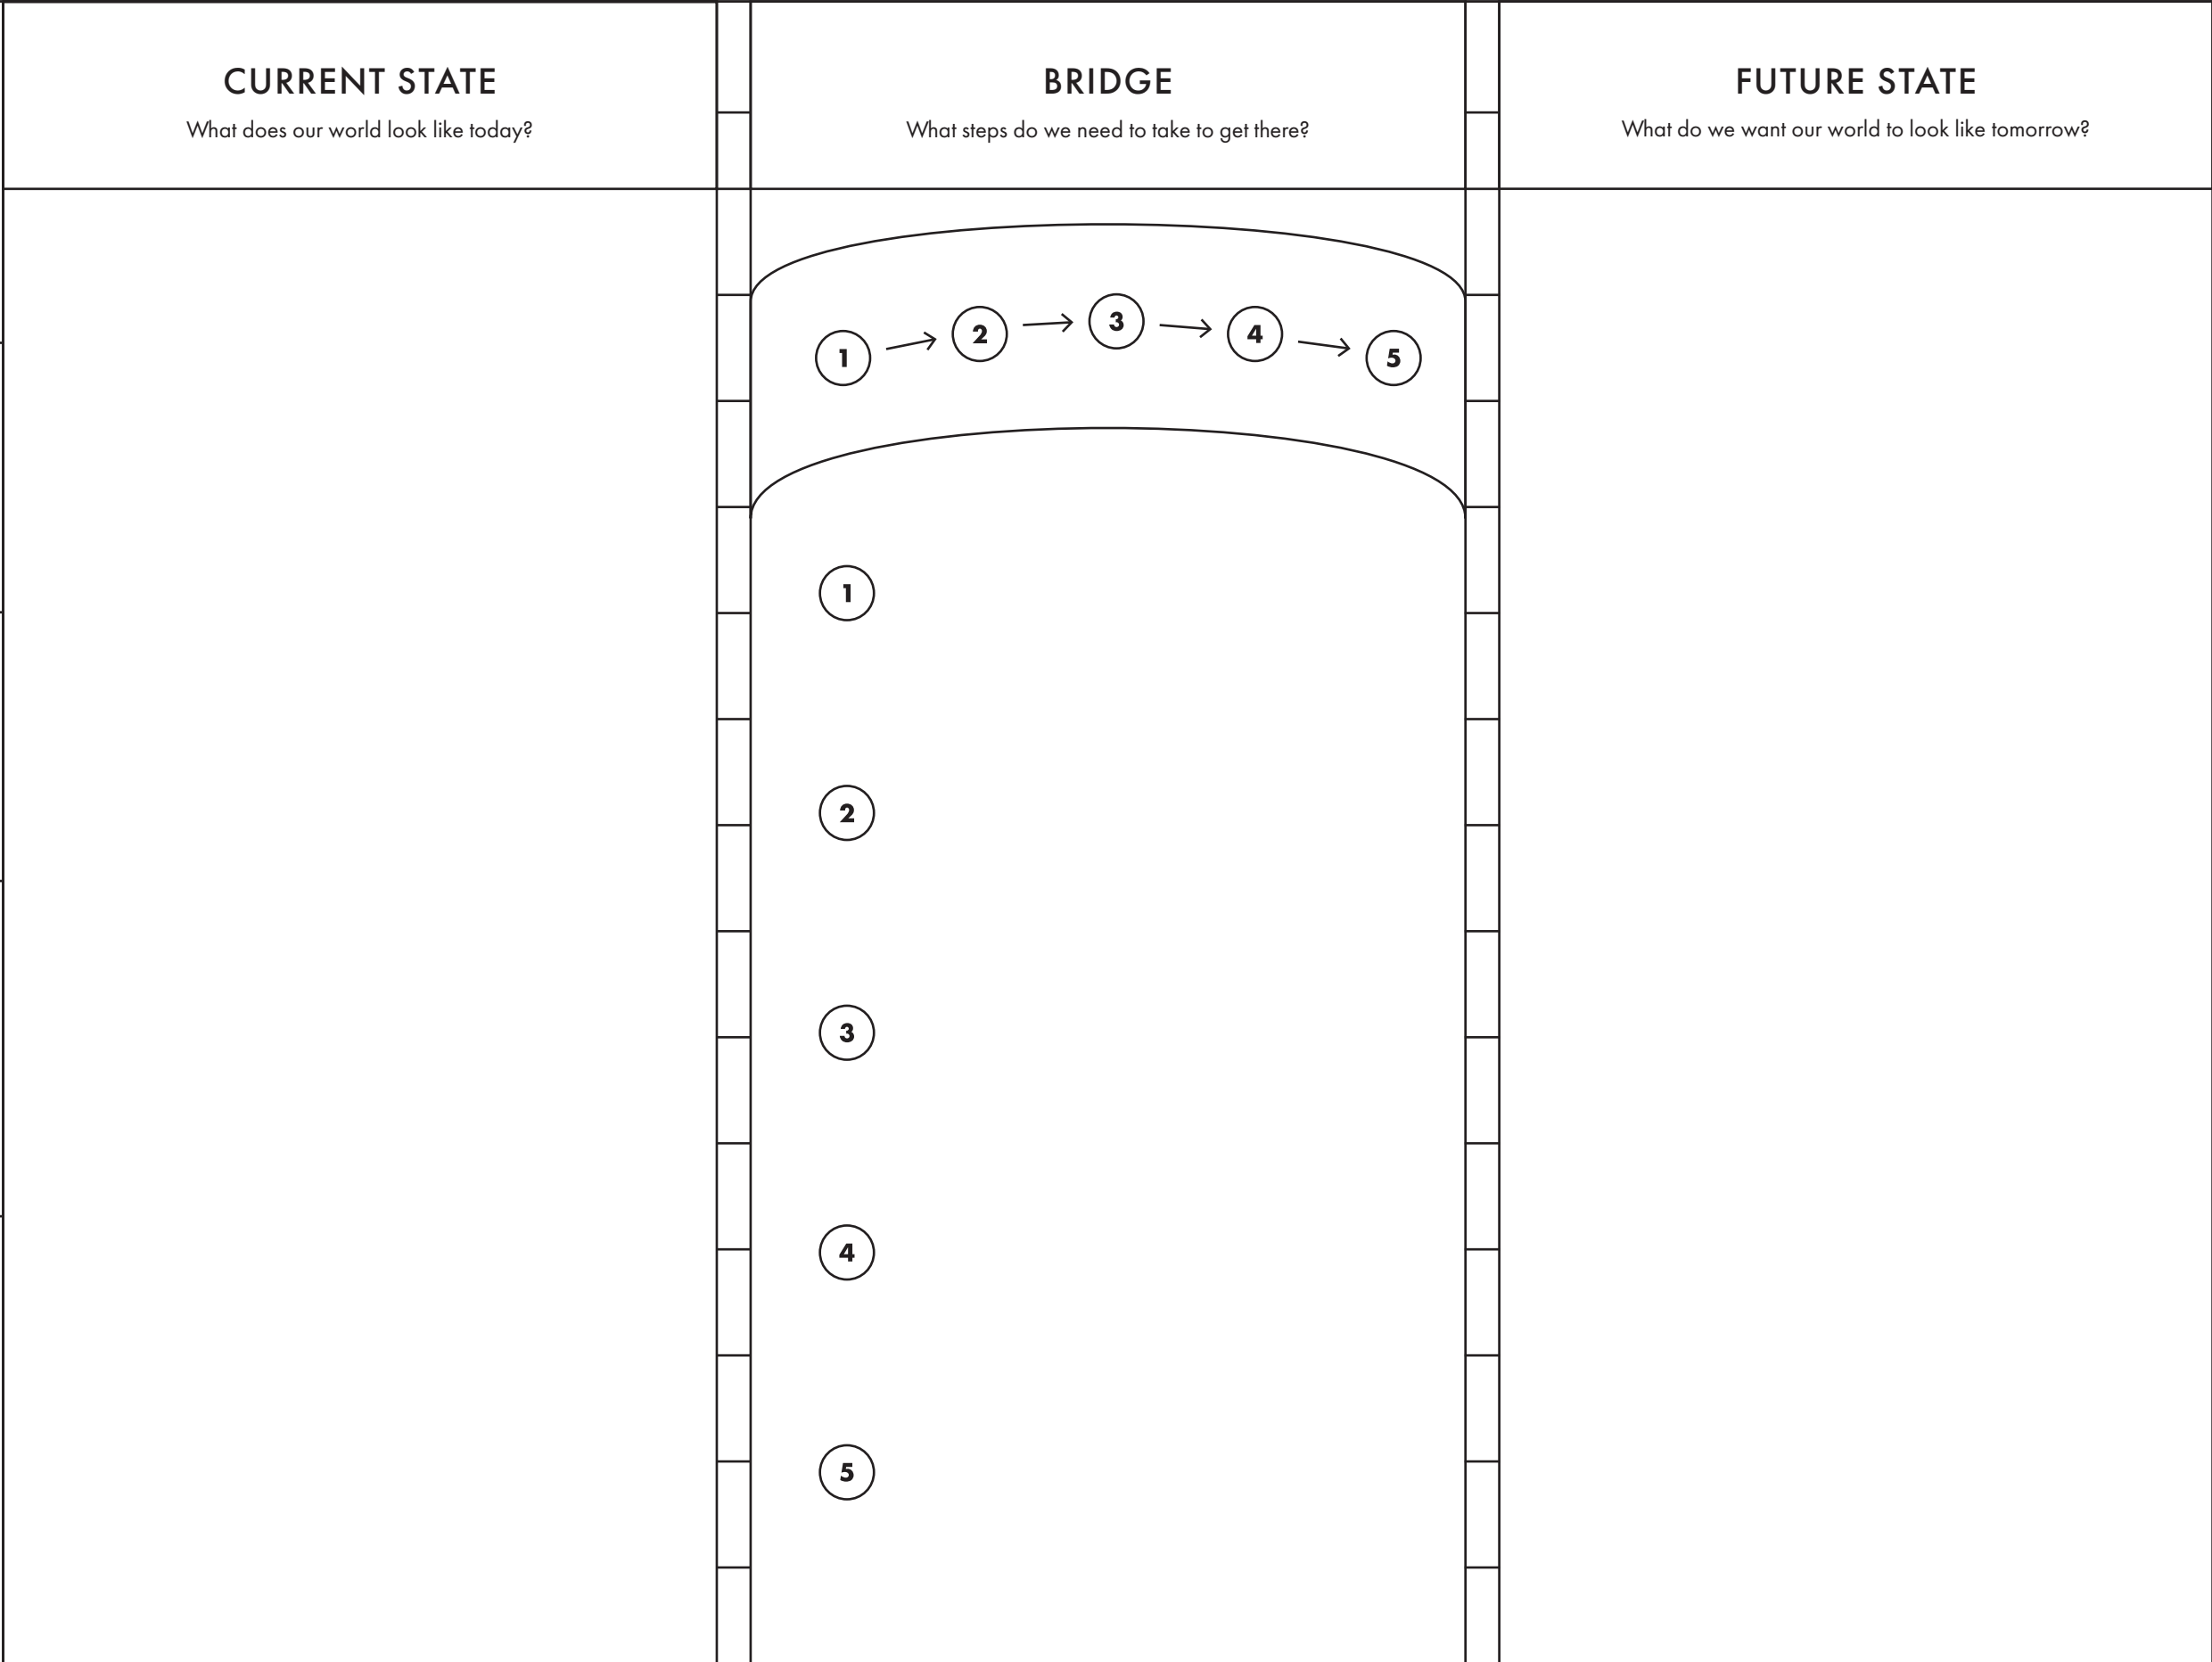 CURRENT STATE
What does our world look like today?
BRIDGE
What steps do we need to take to get there?
FUTURE STATE
What do we want our world to look like tomorrow?
1 2 3 4 5
1
2
3
4
5